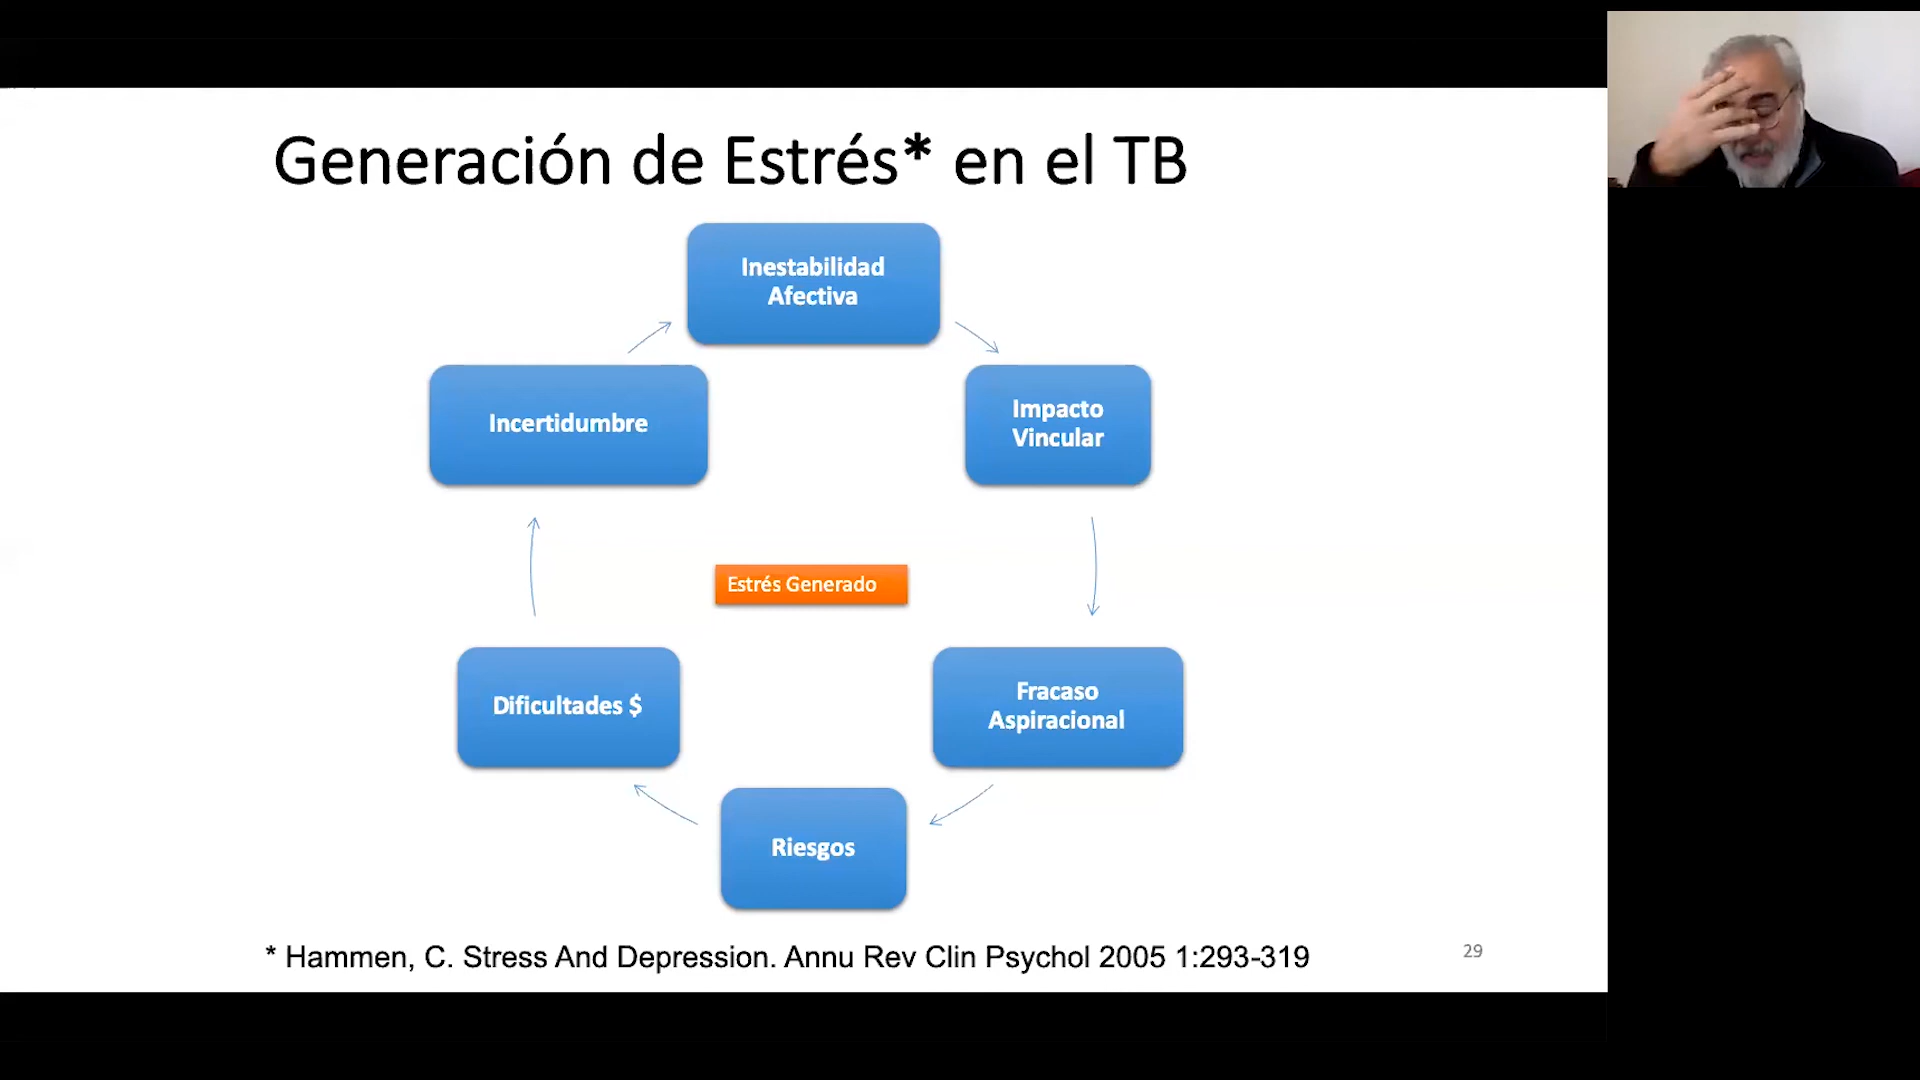 Generación de Estrés* en el TB
Inestabilidad
Afectiva
Impacto
Vincular
Fracaso
Aspiracional
Riesgos
Dificultades $
Incertidumbre
Estrés Generado
* Hammen, C. Stress And Depression. Annu Rev Clin Psychol 2005 1:293-319
29